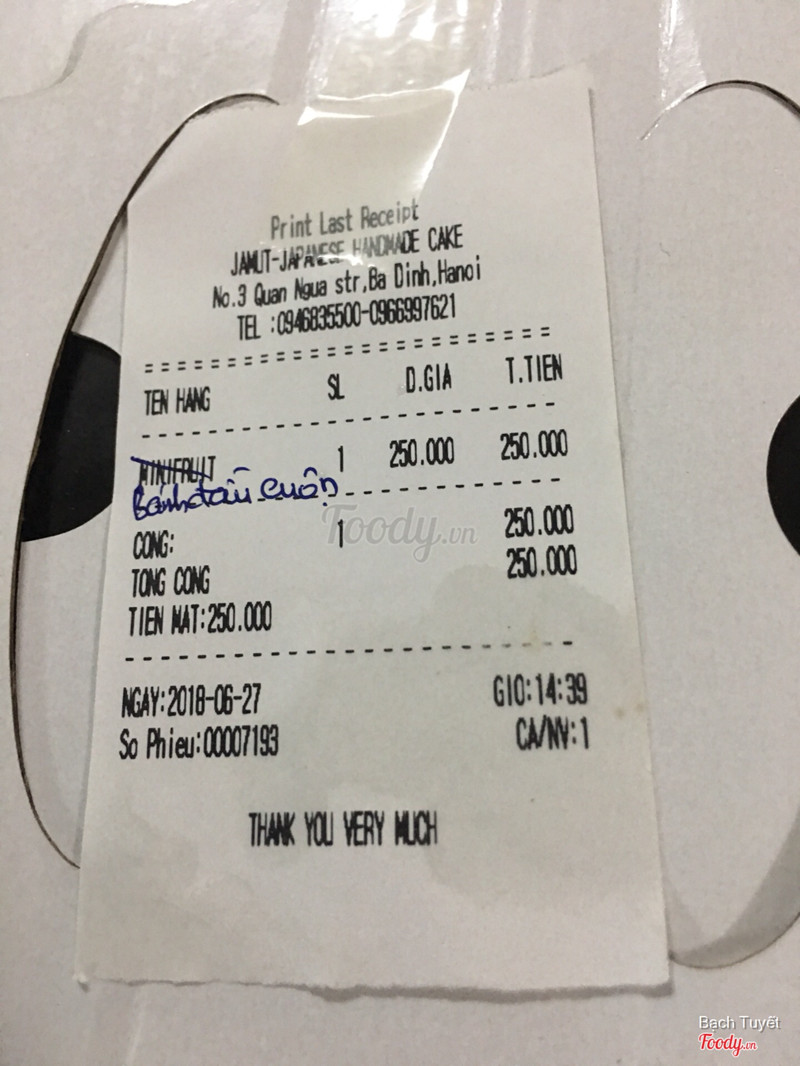 Print Last Receipt
JAMUT-JAPANESE HANDMADE CAKE
No.3 Quan Ngua str,Ba Dinh,Hanoi
TEL :0946835500-0966997621
========================
TEN HANG SL D.GIA T.TIEN
------------------------
MINIFRUIT 1 250.000 250.000
Bánh dâu cuộn
------------------------
CONG: 1 250.000
TONG CONG 250.000
TIEN MAT:250.000
------------------------
NGAY:2018-06-27 GIO:14:39
So Phieu:00007193 CA/NV:1
THANK YOU VERY MUCH
Foody.vn
Bạch Tuyết
Foody.vn